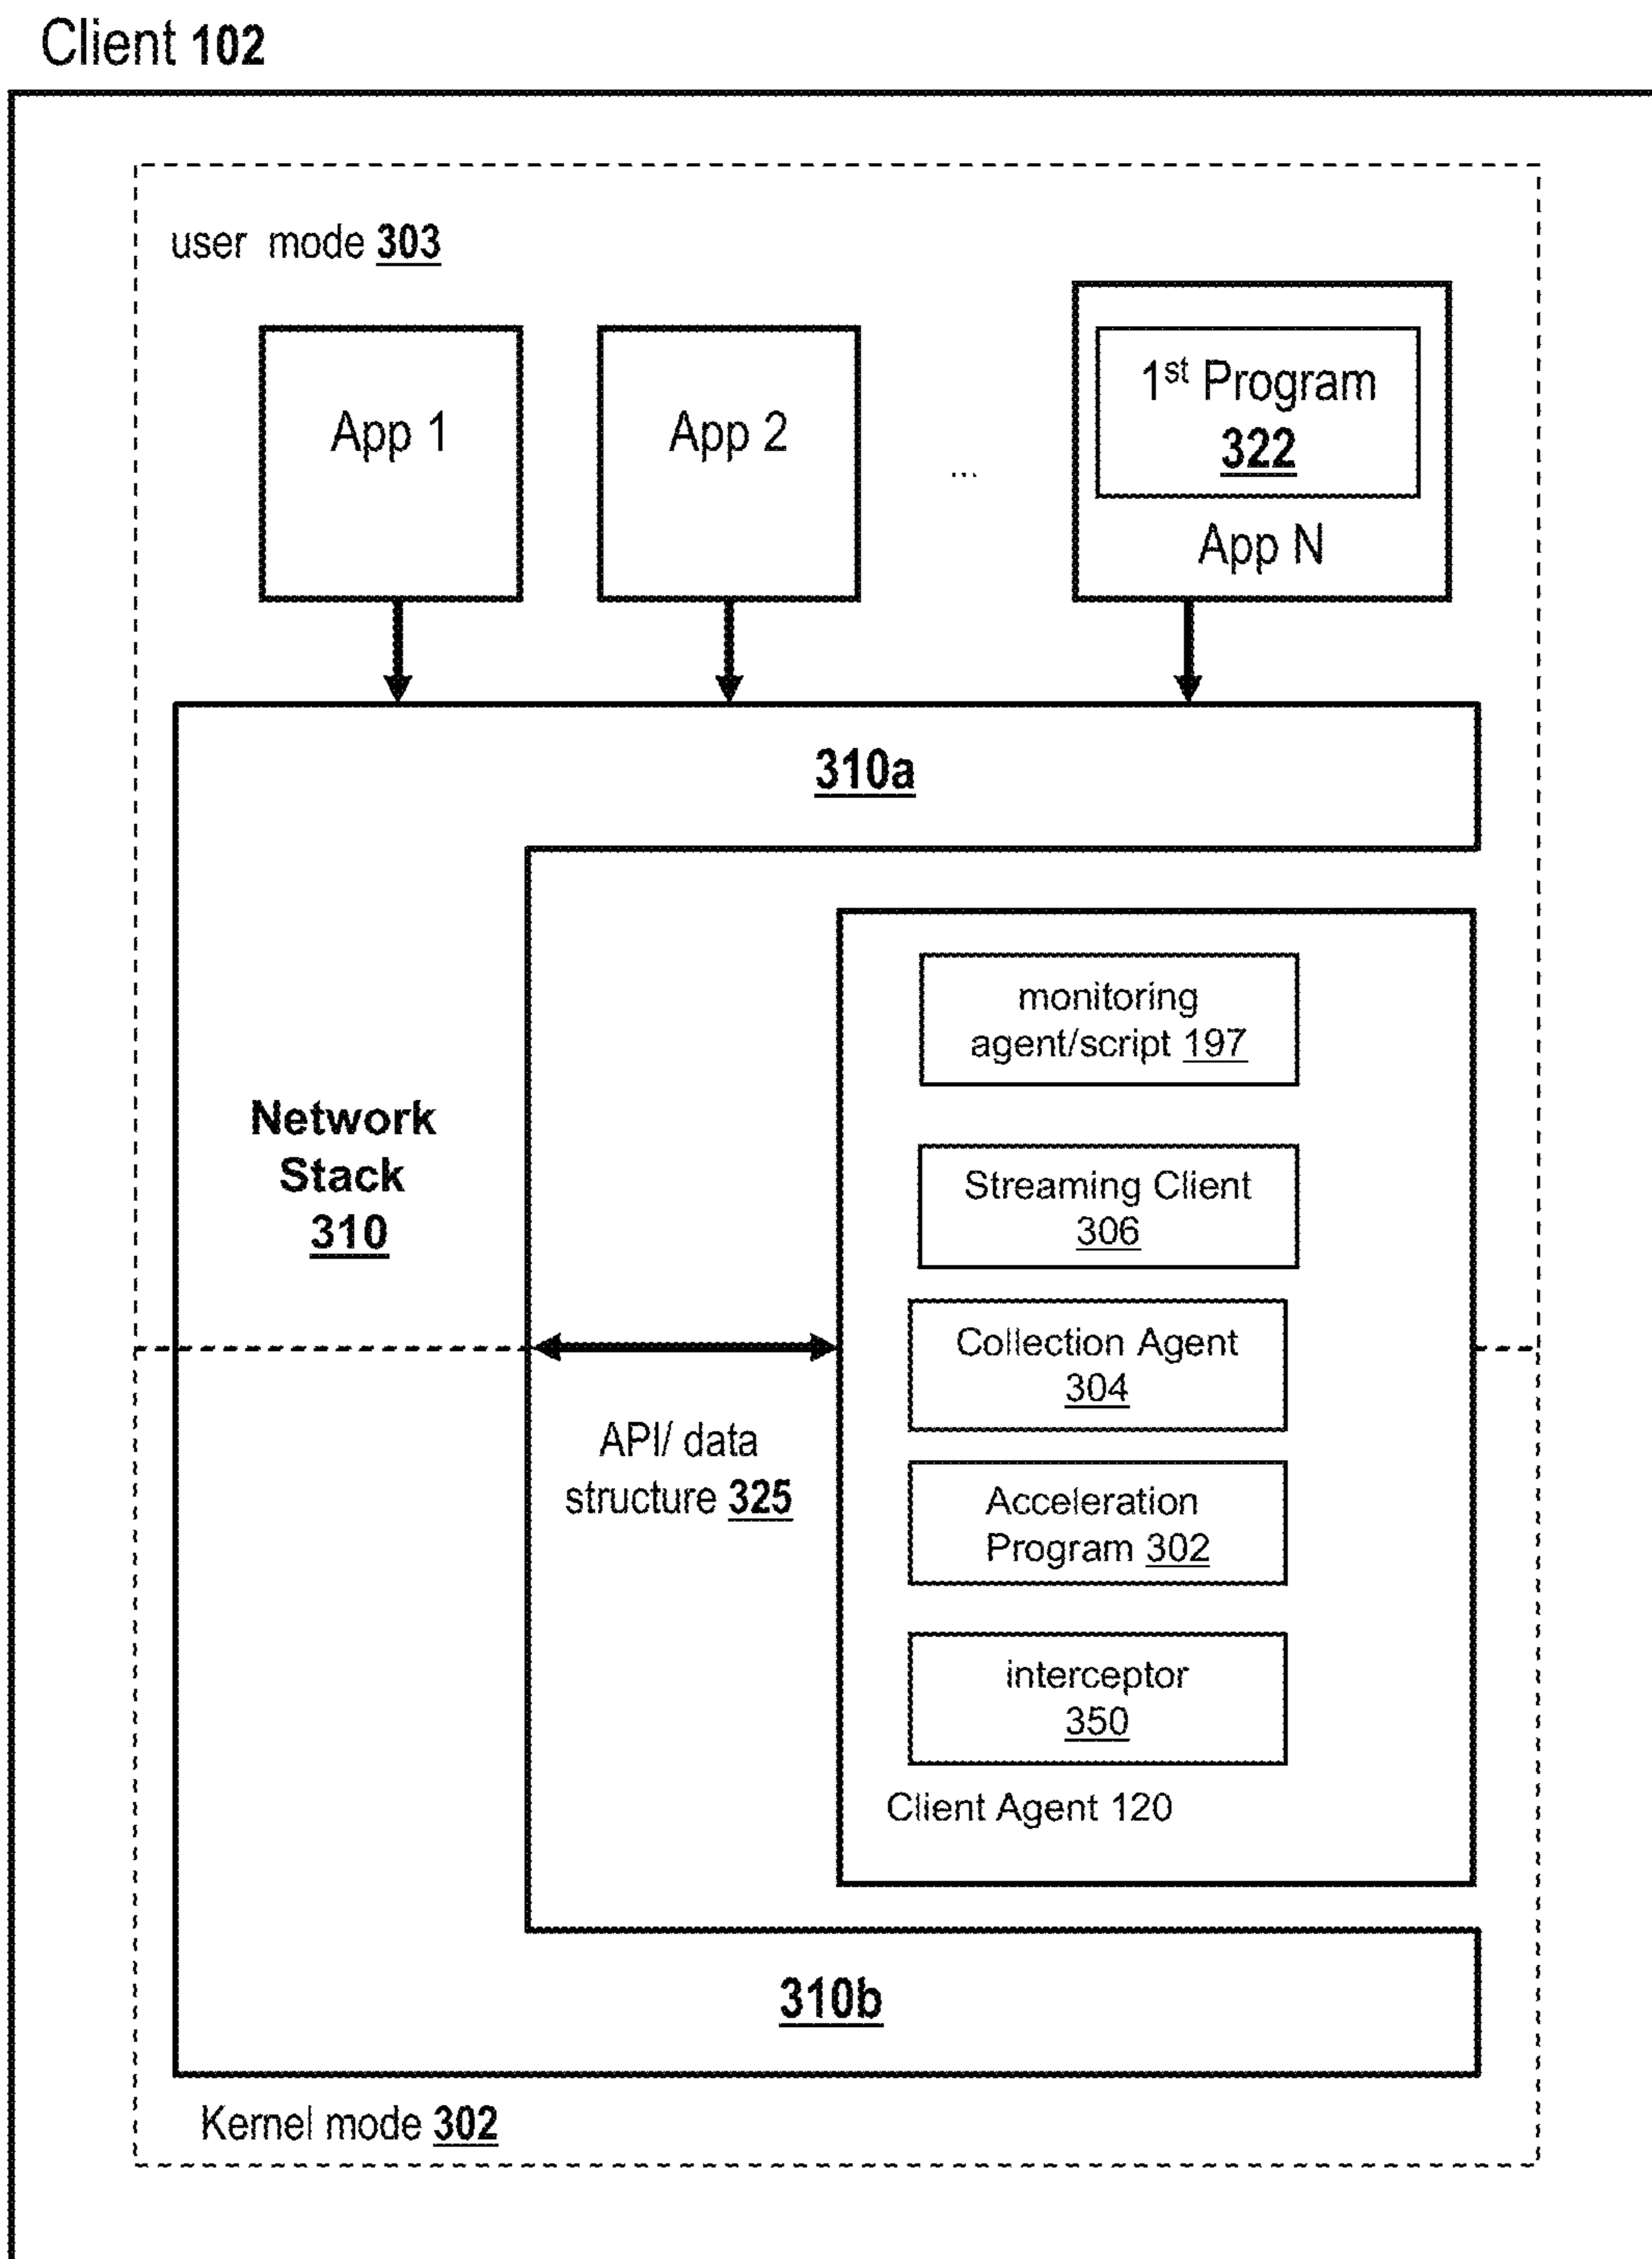 Client 102
user mode 303
App 1
App 2
...
1st Program
322
App N
310a
Network
Stack
310
monitoring
agent/script 197
Streaming Client
306
Collection Agent
304
API/ data
structure 325
Acceleration
Program 302
interceptor
350
Client Agent 120
310b
Kernel mode 302